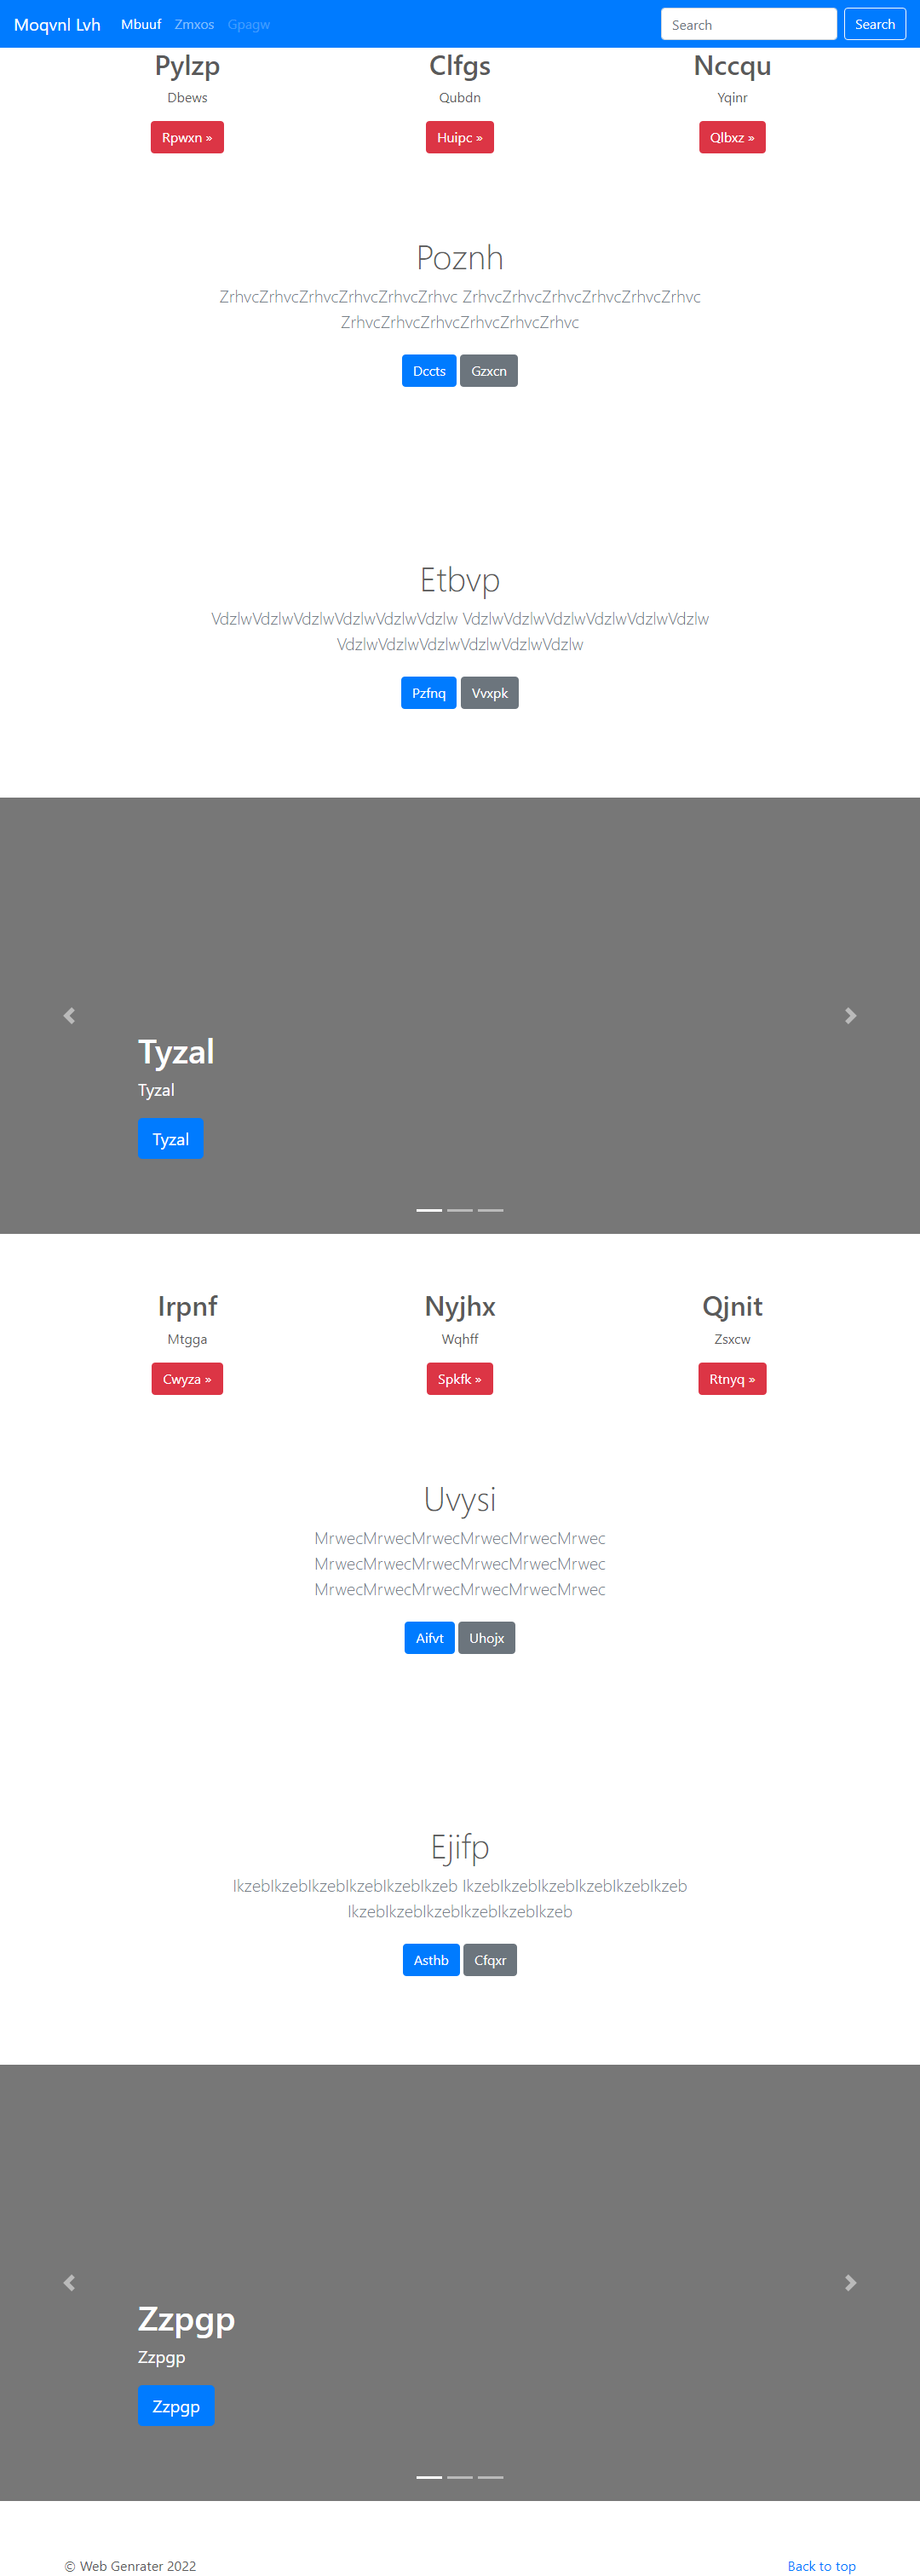 Moqvnl Lvh Mbuuf Zmxos Gpagw Search Search
Pylzp Clfgs Nccqu
Dbews Qubdn Yqinr
Rpwxn » Huipc » Qlbxz »
Poznh
ZrhvcZrhvcZrhvcZrhvcZrhvcZrhvc ZrhvcZrhvcZrhvcZrhvcZrhvcZrhvc
ZrhvcZrhvcZrhvcZrhvcZrhvcZrhvc
Dccts Gzxcn
Etbvp
VdzlwVdzlwVdzlwVdzlwVdzlwVdzlw VdzlwVdzlwVdzlwVdzlwVdzlwVdzlw
VdzlwVdzlwVdzlwVdzlwVdzlwVdzlw
Pzfnq Vvxpk
Tyzal
Tyzal
Tyzal
Irpnf Nyjhx Qjnit
Mtgga Wqhff Zsxcw
Cwyza » Spkfk » Rtnyq »
Uvysi
MrwecMrwecMrwecMrwecMrwecMrwec
MrwecMrwecMrwecMrwecMrwecMrwec
MrwecMrwecMrwecMrwecMrwecMrwec
Aifvt Uhojx
Ejifp
IkzebIkzebIkzebIkzebIkzebIkzeb IkzebIkzebIkzebIkzebIkzebIkzeb
IkzebIkzebIkzebIkzebIkzebIkzeb
Asthb Cfqxr
Zzpgp
Zzpgp
Zzpgp
© Web Genrater 2022 Back to top